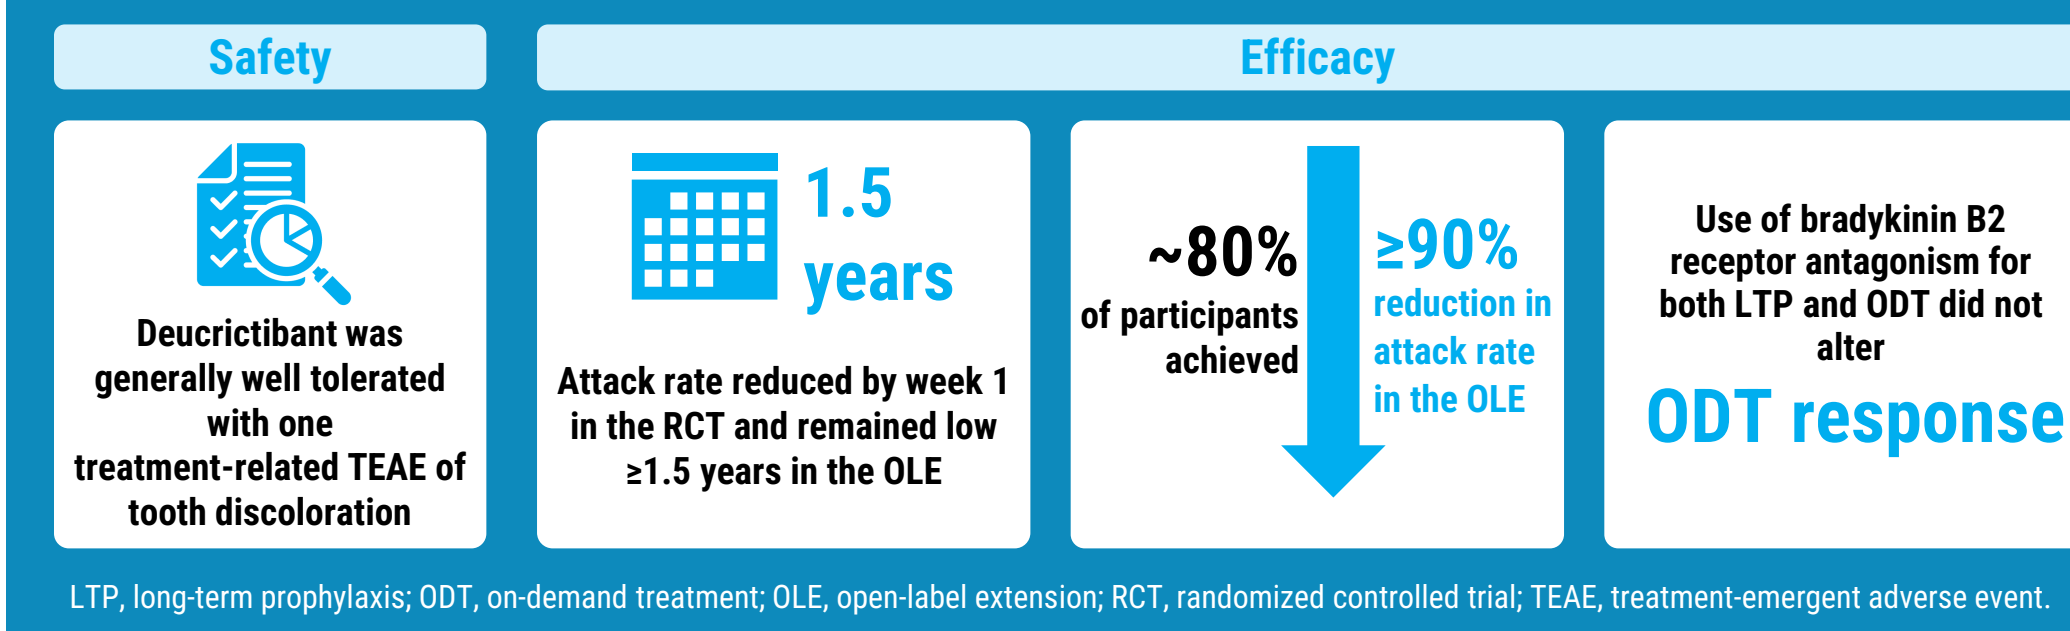 Safety
Efficacy
Deucrictibant was
generally well tolerated
with one
treatment-related TEAE of
tooth discoloration
1.5
years
Attack rate reduced by week 1
in the RCT and remained low
≥1.5 years in the OLE
~80%
of participants
achieved
≥90%
reduction in
attack rate
in the OLE
Use of bradykinin B2
receptor antagonism for
both LTP and ODT did not
alter
ODT response
LTP, long-term prophylaxis; ODT, on-demand treatment; OLE, open-label extension; RCT, randomized controlled trial; TEAE, treatment-emergent adverse event.